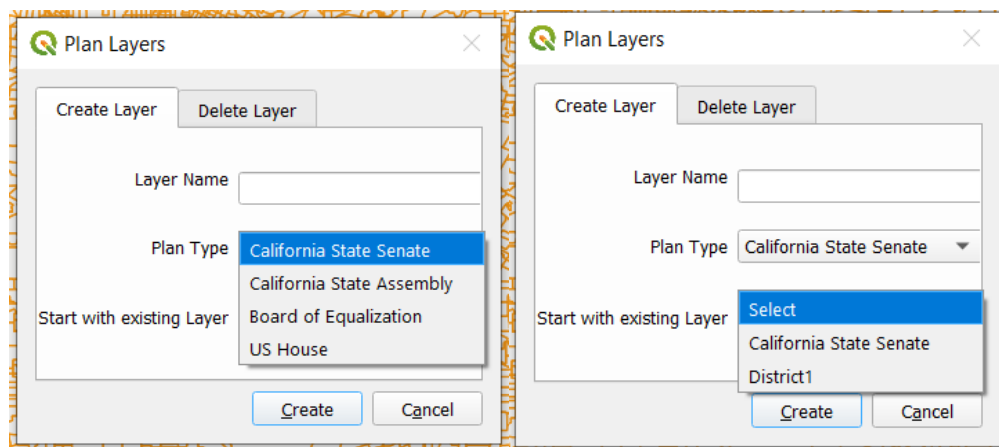 Plan Layers
Create Layer
Delete Layer
Layer Name
Plan Type
California State Senate
California State Assembly
Board of Equalization
US House
Start with existing Layer
Create
Cancel
Plan Layers
Create Layer
Delete Layer
Layer Name
Plan Type
California State Senate
Start with existing Layer
Select
California State Senate
District1
Create
Cancel